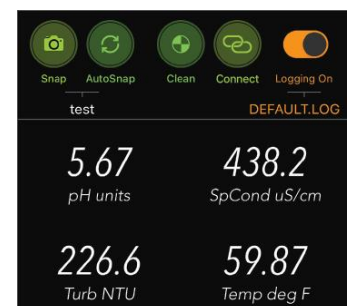 Snap AutoSnap Clean Connect Logging On
test DEFAULT.LOG
5.67 438.2
pH units SpCond uS/cm
226.6 59.87
Turb NTU Temp deg F